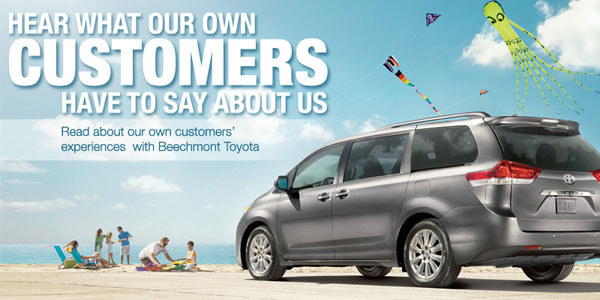 HEAR WHAT OUR OWN
CUSTOMERS
HAVE TO SAY ABOUT US
Read about our own customers'
experiences with Beechmont Toyota